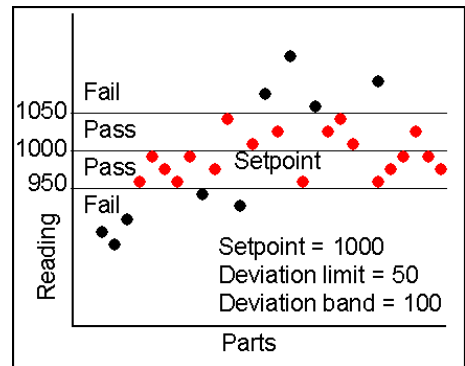 Fail
1050
Pass
1000
Setpoint
Pass
950
Fail
Reading
Setpoint = 1000
Deviation limit = 50
Deviation band = 100
Parts